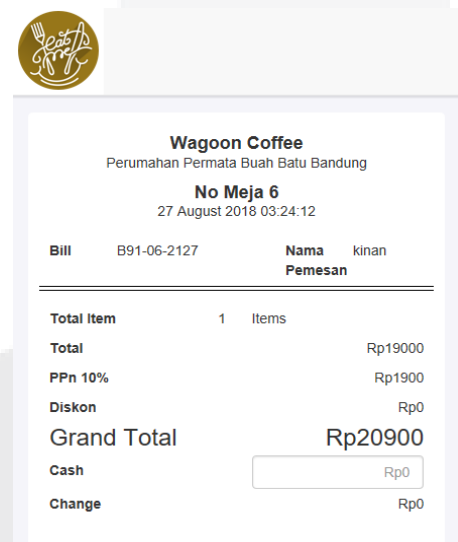 eat Me
Wagoon Coffee
Perumahan Permata Buah Batu Bandung
No Meja 6
27 August 2018 03:24:12
Bill B91-06-2127 Nama Pemesan kinan
Total Item 1 Items
Total Rp19000
PPn 10% Rp1900
Diskon Rp0
Grand Total Rp20900
Cash Rp0
Change Rp0